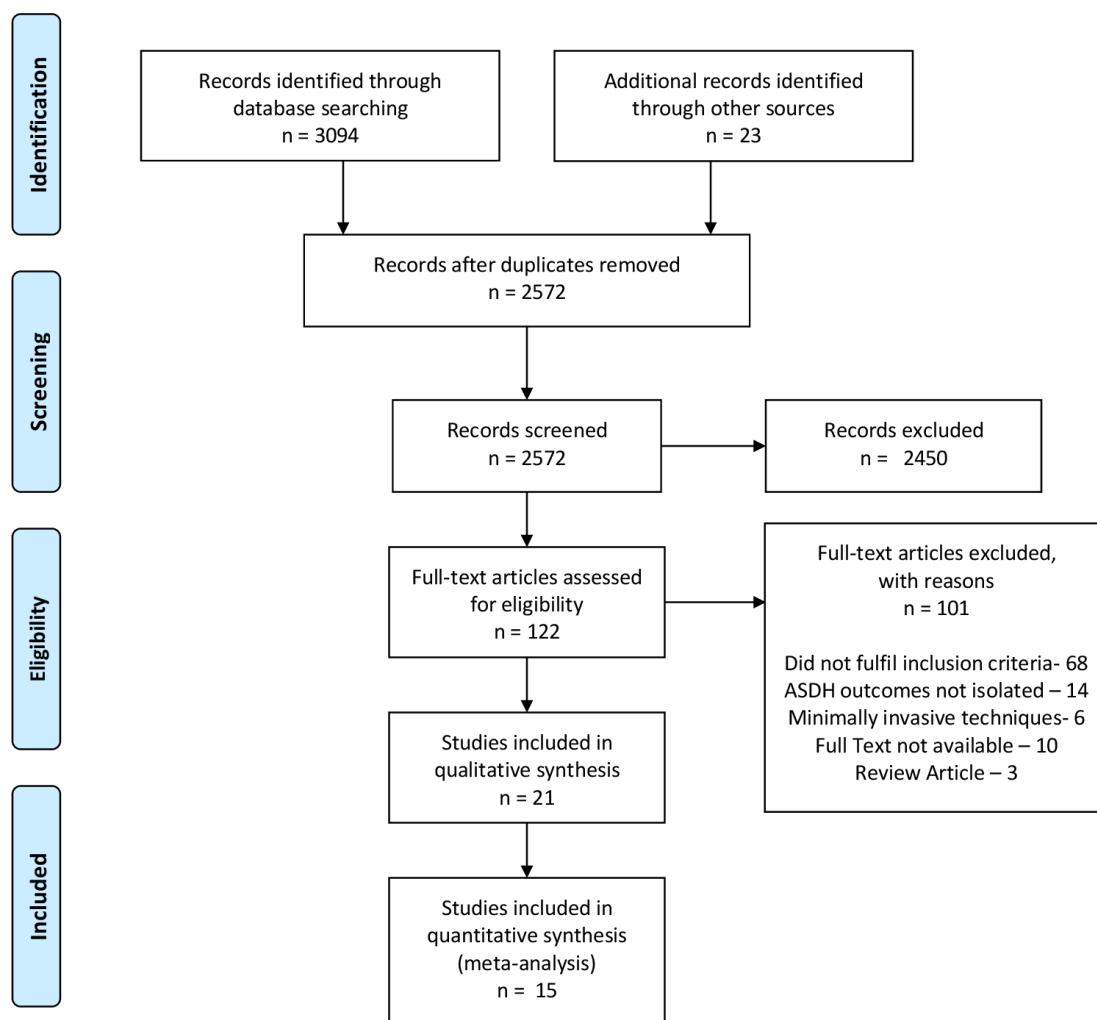 Identification
Records identified through
database searching
n = 3094
Additional records identified
through other sources
n = 23
Screening
Records after duplicates removed
n = 2572
Records screened
n = 2572
Records excluded
n =   2450
Eligibility
Full-text articles assessed
for eligibility
n = 122
Full-text articles excluded,
with reasons
n = 101
Did not fulfil inclusion criteria- 68
ASDH outcomes not isolated – 14
Minimally invasive techniques- 6
Full Text not available – 10
Review Article – 3
Studies included in
qualitative synthesis
n = 21
Included
Studies included in
quantitative synthesis
(meta-analysis)
n =  15